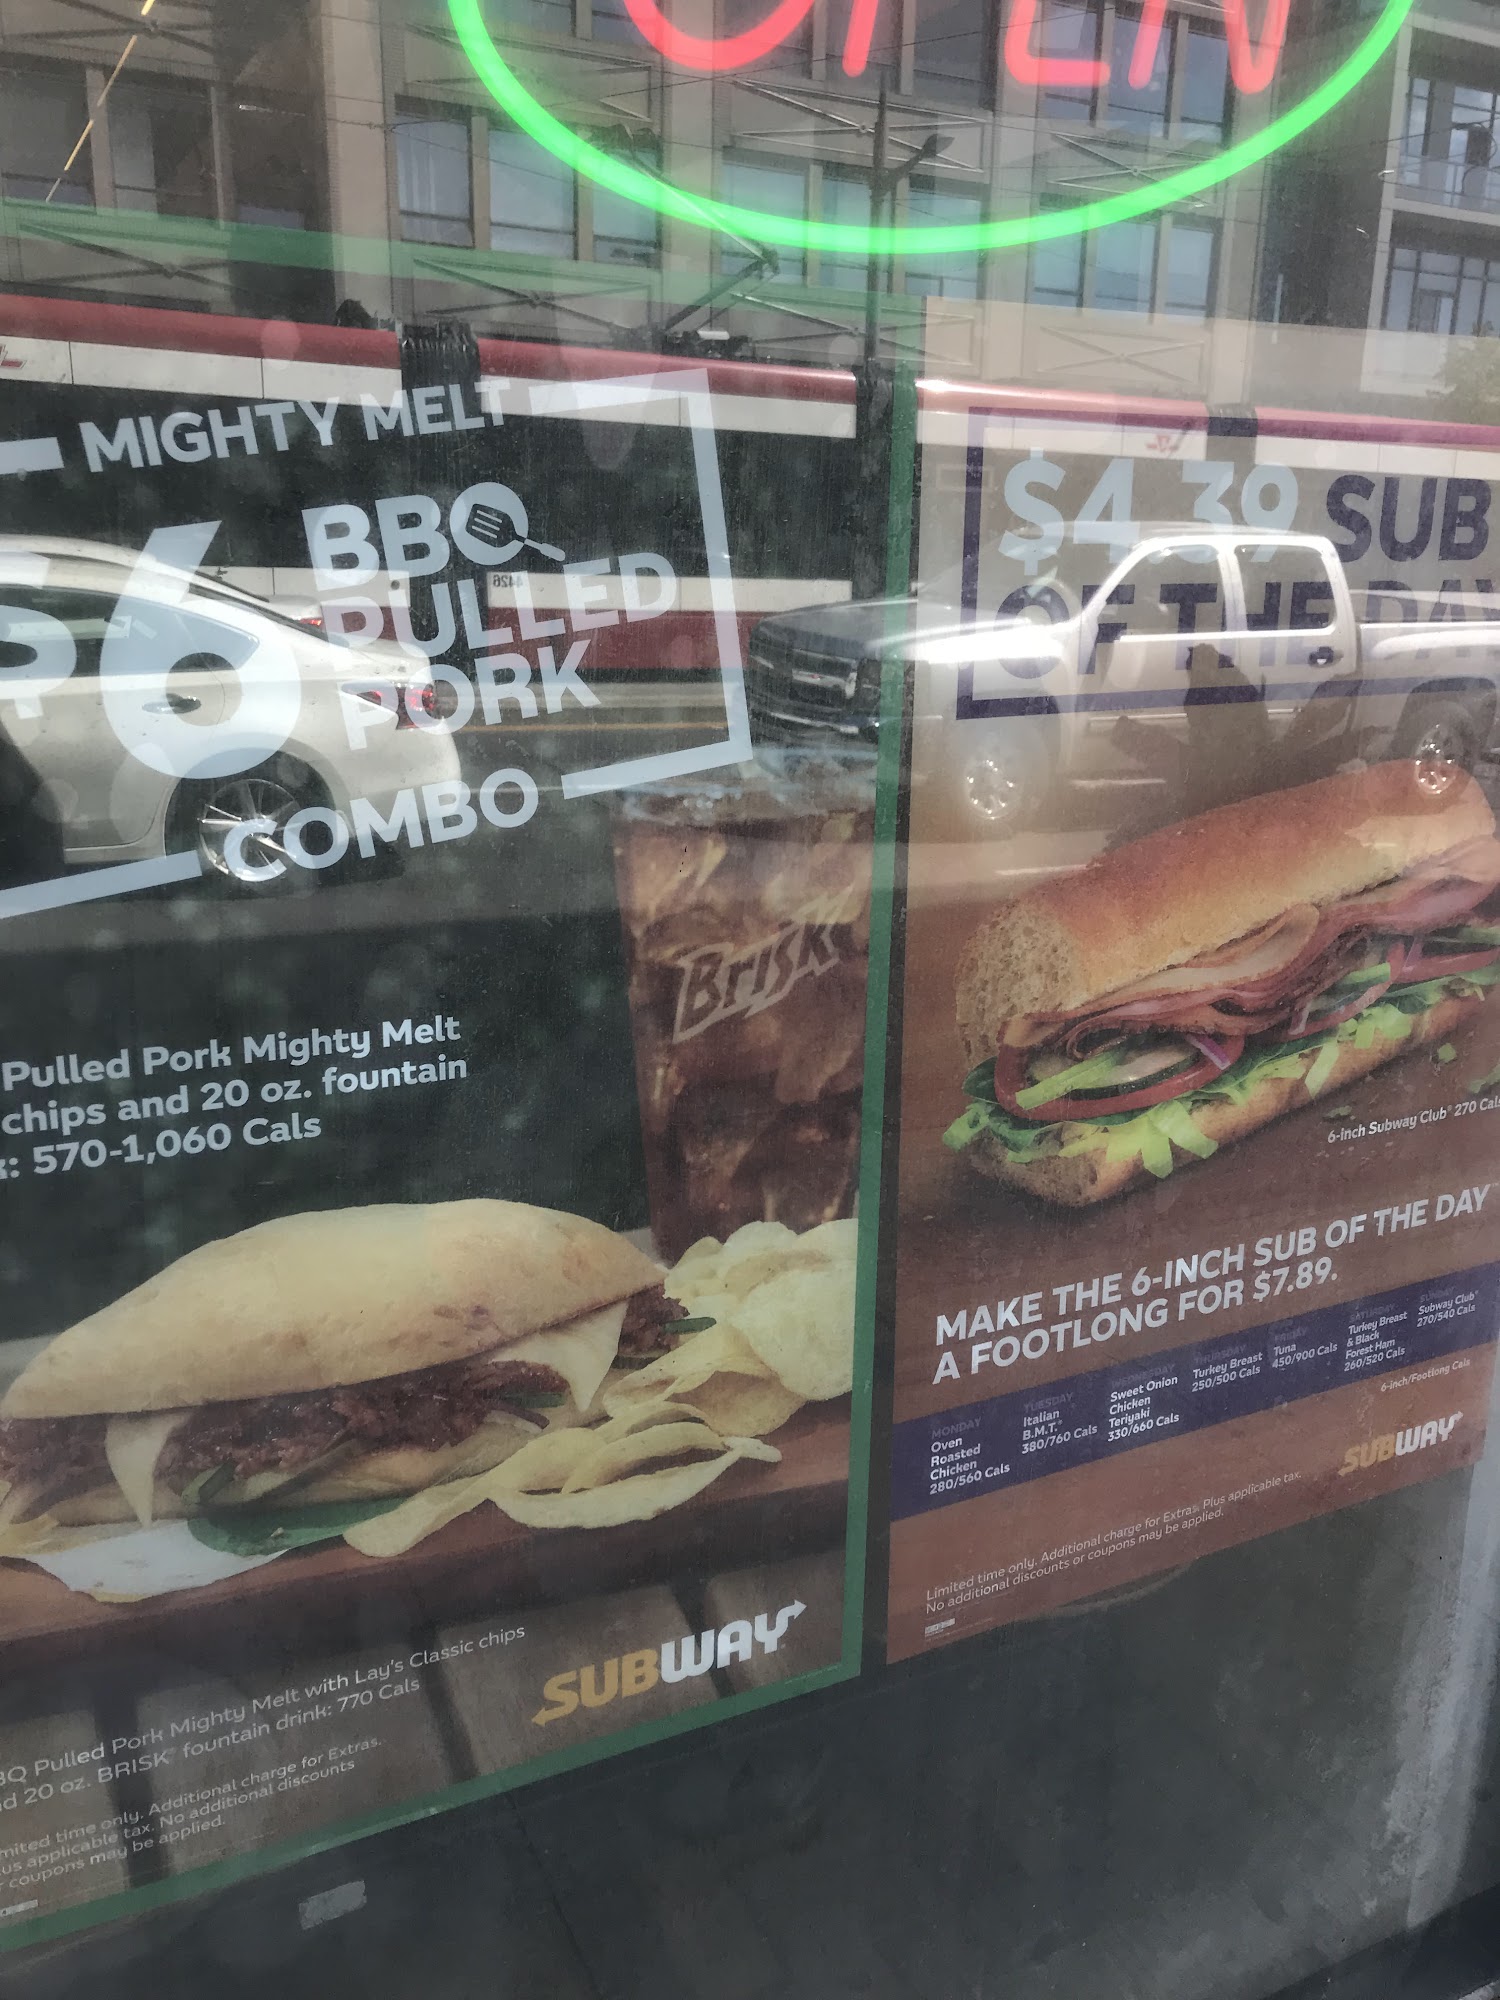 OPEN
MIGHTY MELT
$6 BBQ
PULLED
PORK
COMBO
Brisk
Pulled Pork Mighty Melt
chips and 20 oz. fountain
: 570-1,060 Cals
SUBWAY
Pulled Pork Mighty Melt with Lay's Classic chips
20 oz. BRISK® fountain drink: 770 Cals
time only. Additional charge for Extras.
applicable tax. No additional discounts
coupons may be applied.
4426
$4.39 SUB
OF THE DAY
6-inch Subway Club® 270 Cals
MAKE THE 6-INCH SUB OF THE DAY
A FOOTLONG FOR $7.89.
MONDAY
Oven
Roasted
Chicken
280/560 Cals
TUESDAY
Italian
B.M.T.®
380/760 Cals
WEDNESDAY
Sweet Onion
Chicken
Teriyaki
330/660 Cals
THURSDAY
Turkey Breast
250/500 Cals
FRIDAY
Tuna
450/900 Cals
SATURDAY
Turkey Breast
& Black
Forest Ham
260/520 Cals
SUNDAY
Subway Club®
270/540 Cals
6-inch/Footlong Cals
SUBWAY
Limited time only. Additional charge for Extras. Plus applicable tax.
No additional discounts or coupons may be applied.